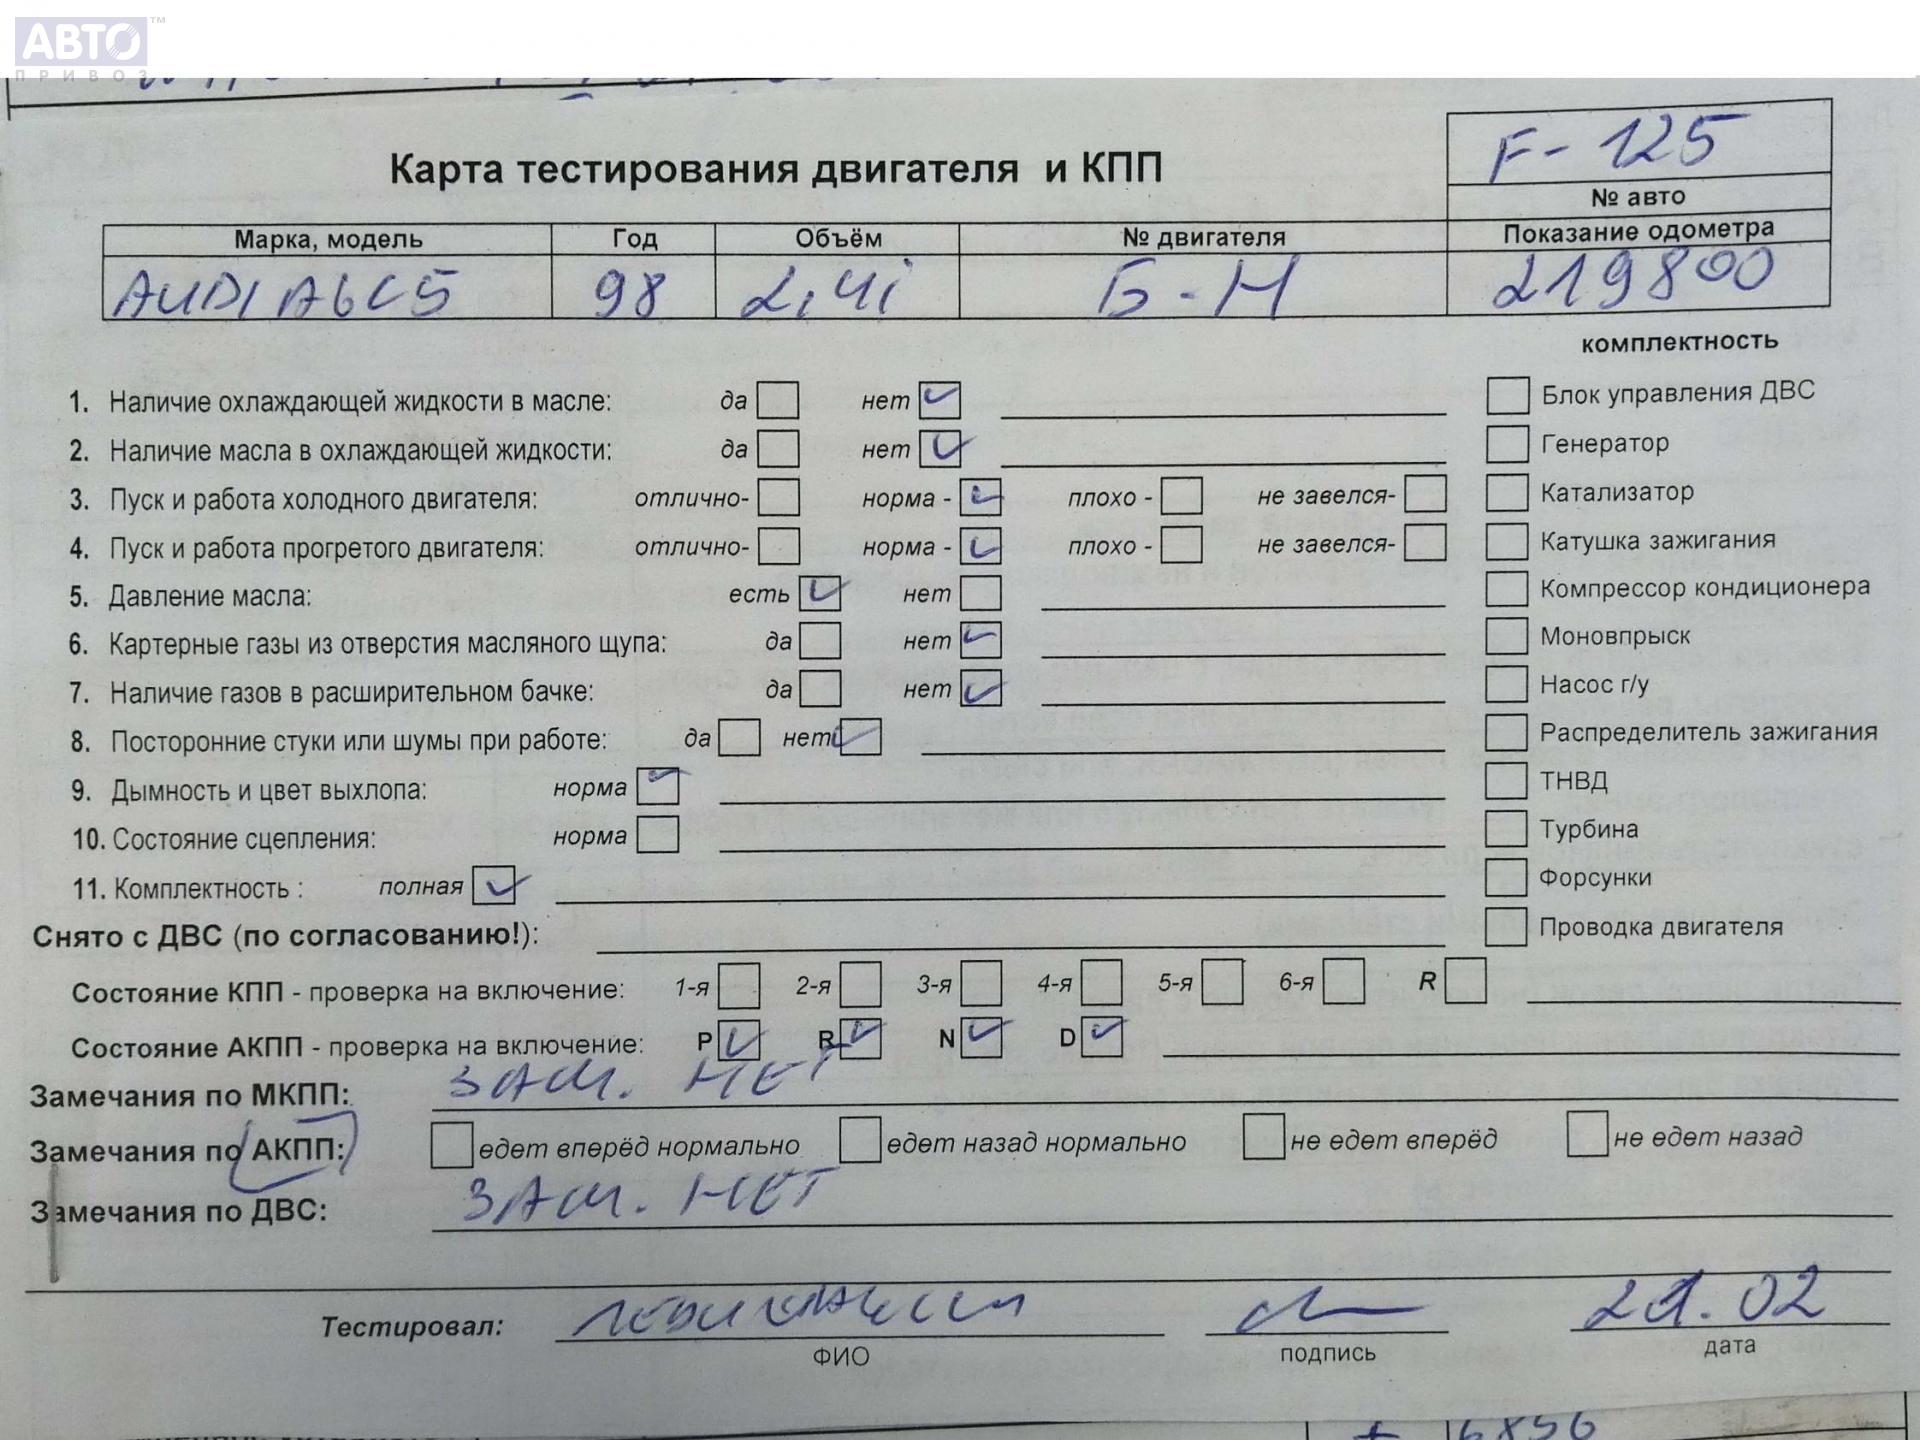 АВТО™
ПРИВОЗ
F-125
Карта тестирования двигателя и КПП
№ авто
Марка, модель Год Объём № двигателя Показание одометра
AUDI A6C5 98 2,4i Б-Н 219800
комплектность
1. Наличие охлаждающей жидкости в масле: да нет ✓ Блок управления ДВС
2. Наличие масла в охлаждающей жидкости: да нет ✓ Генератор
3. Пуск и работа холодного двигателя: отлично- норма - ✓ плохо - не завелся- Катализатор
4. Пуск и работа прогретого двигателя: отлично- норма - ✓ плохо - не завелся- Катушка зажигания
5. Давление масла: есть ✓ нет Компрессор кондиционера
6. Картерные газы из отверстия масляного щупа: да нет ✓ Моновпрыск
7. Наличие газов в расширительном бачке: да нет ✓ Насос г/у
8. Посторонние стуки или шумы при работе: да нет ✓ Распределитель зажигания
9. Дымность и цвет выхлопа: норма ✓ ТНВД
10. Состояние сцепления: норма Турбина
11. Комплектность : полная ✓ Форсунки
Снято с ДВС (по согласованию!): Проводка двигателя
Состояние КПП - проверка на включение: 1-я 2-я 3-я 4-я 5-я 6-я R
Состояние АКПП - проверка на включение: P ✓ R ✓ N ✓ D ✓
Замечания по МКПП: ЗАМ. НЕТ
Замечания по АКПП: едет вперёд нормально едет назад нормально не едет вперёд не едет назад
Замечания по ДВС: ЗАМ. НЕТ
Тестировал: 21.02
ФИО подпись дата
6856